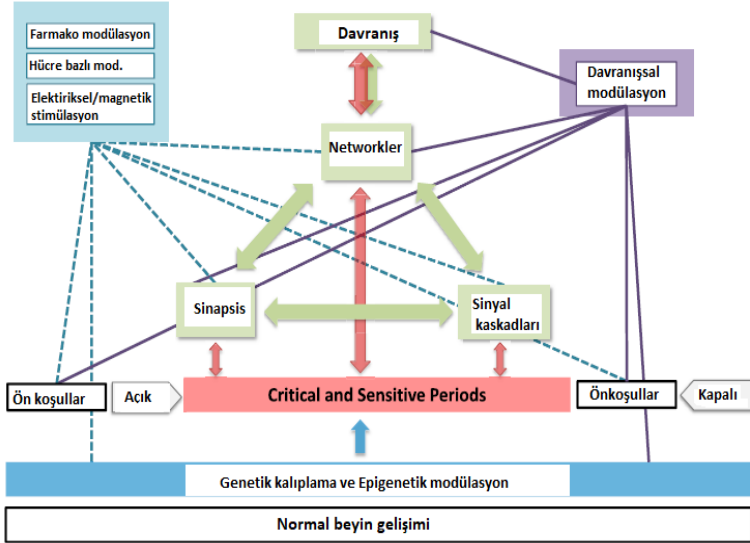 Farmako modülasyon
Hücre bazlı mod.
Elektiriksel/magnetik
stimülasyon
Davranış
Davranışsal
modülasyon
Networkler
Sinapsis
Sinyal
kaskadları
Ön koşullar
Açık
Critical and Sensitive Periods
Önkoşullar
Kapalı
Genetik kalıplama ve Epigenetik modülasyon
Normal beyin gelişimi